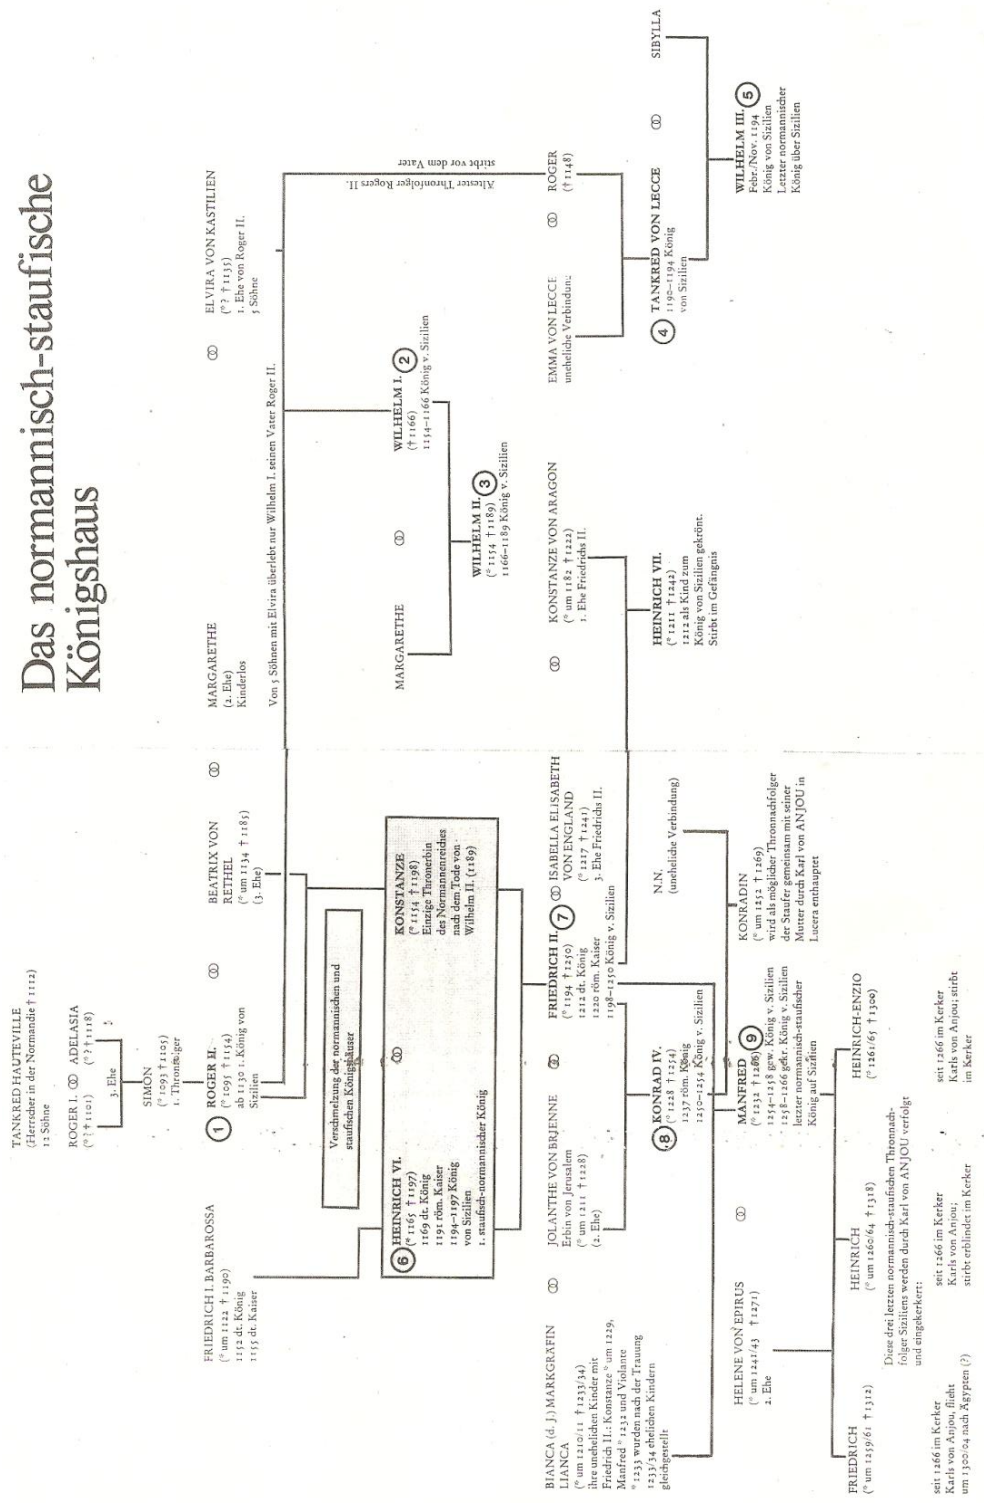 Das normannisch-staufische
Königshaus
TANKRED HAUTEVILLE
(Herrscher in der Normandie † 1112)
12 Söhne
ROGER I. ⚭ ADELASIA
(*? † 1101) (*? † 1118)
3. Ehe
SIMON
(* 1093 † 1105)
1. Thronfolger
FRIEDRICH I. BARBAROSSA
(* um 1122 † 1190)
1152 dt. König
1155 dt. Kaiser
1
ROGER II.
(* 1095 † 1154)
ab 1130 1. König von
Sizilien
⚭
BEATRIX VON
RETHEL
(* um 1134 † 1185)
(3. Ehe)
⚭
MARGARETHE
(2. Ehe)
Kinderlos
⚭
ELVIRA VON KASTILIEN
(*? † 1135)
1. Ehe von Roger II.
5 Söhne
Von 5 Söhnen mit Elvira überlebt nur Wilhelm I. seinen Vater Roger II.
Ältester Thronfolger Rogers II.
stirbt vor dem Vater
Verschmelzung der normannischen und
staufischen Königshäuser
6 HEINRICH VI.
(* 1165 † 1197)
1169 dt. König
1191 röm. Kaiser
1194–1197 König
von Sizilien
1. staufisch-normannischer König
⚭
KONSTANZE
(* 1154 † 1198)
Einzige Thronerbin
des Normannenreiches
nach dem Tode von
Wilhelm II. (1189)
MARGARETHE
⚭
WILHELM I. 2
(† 1166)
1154–1166 König v. Sizilien
WILHELM II. 3
(* 1154 † 1189)
1166–1189 König v. Sizilien
BIANCA (d. J.) MARKGRÄFIN
LIANCA
(* um 1210/11 † 1233/34)
ihre unehelichen Kinder mit
Friedrich II.: Konstanze * um 1229,
Manfred * 1232 und Violante
* 1233 wurden nach der Trauung
1233/34 ehelichen Kindern
gleichgestellt
⚭
JOLANTHE VON BRJENNE
Erbin von Jerusalem
(* um 1211 † 1228)
(2. Ehe)
⚭
FRIEDRICH II. 7
(* 1194 † 1250)
1212 dt. König
1220 röm. Kaiser
1198–1250 König v. Sizilien
⚭ ISABELLA ELISABETH
VON ENGLAND
(* 1217 † 1241)
3. Ehe Friedrichs II.
⚭
KONSTANZE VON ARAGON
(* um 1182 † 1222)
1. Ehe Friedrichs II.
EMMA VON LECCE
uneheliche Verbindung
⚭
ROGER
(† 1148)
8 KONRAD IV.
(* 1228 † 1254)
1237 röm. König
1250–1254 König v. Sizilien
N.N.
(uneheliche Verbindung)
HEINRICH VII.
(* 1211 † 1242)
1212 als Kind zum
König von Sizilien gekrönt.
Stirbt im Gefängnis
4 TANKRED VON LECCE
1190–1194 König
von Sizilien
⚭
SIBYLLA
HELENE VON EPIRUS
(* um 1241/43 † 1271)
2. Ehe
⚭
MANFRED 9
(* 1232 † 1266)
1254–1258 gew. König v. Sizilien
1258–1266 gekr. König v. Sizilien
letzter normannisch-staufischer
König auf Sizilien
KONRADIN
(* um 1252 † 1269)
wird als möglicher Thronnachfolger
der Staufer gemeinsam mit seiner
Mutter durch Karl von ANJOU in
Lucera enthauptet
WILHELM III. 5
Febr./Nov. 1194
König von Sizilien
Letzter normannischer
König über Sizilien
FRIEDRICH
(* um 1259/61 † 1312)
HEINRICH
(* um 1260/64 † 1318)
HEINRICH-ENZIO
(* 1261/65 † 1300)
Diese drei letzten normannisch-staufischen Thronnach-
folger Siziliens werden durch Karl von ANJOU verfolgt
und eingekerkert:
seit 1266 im Kerker
Karls von Anjou, flieht
um 1300/04 nach Ägypten (?)
seit 1266 im Kerker
Karls von Anjou;
stirbt erblindet im Kerker
seit 1266 im Kerker
Karls von Anjou; stirbt
im Kerker